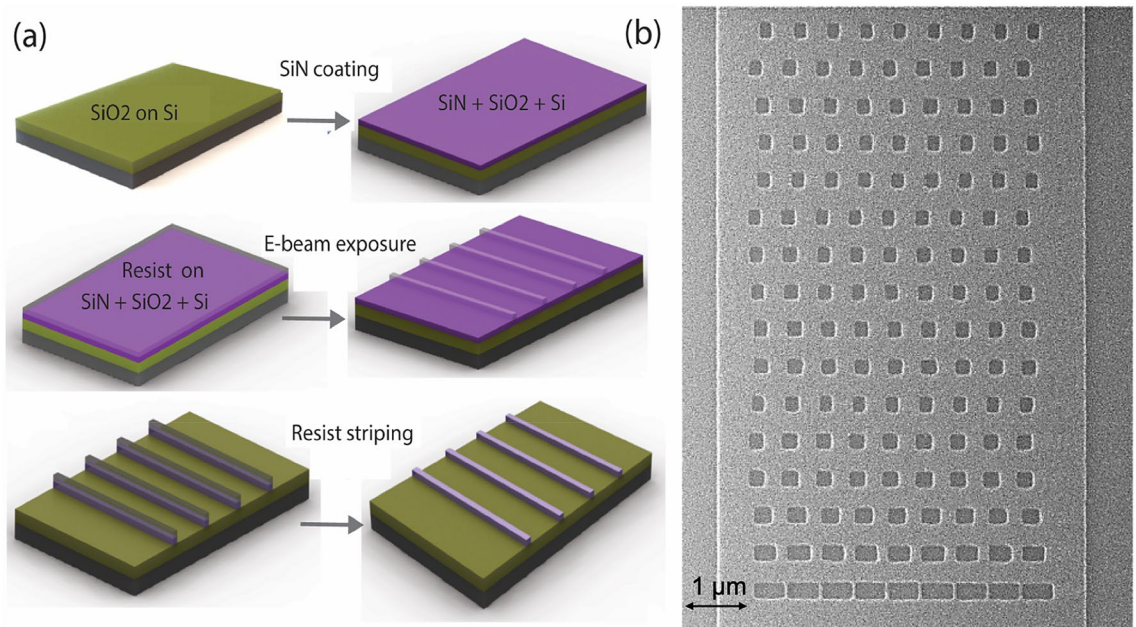 (a)
SiN coating
SiO2 on Si
SiN + SiO2 + Si
E-beam exposure
Resist on
SiN + SiO2 + Si
Resist striping
(b)
1 µm